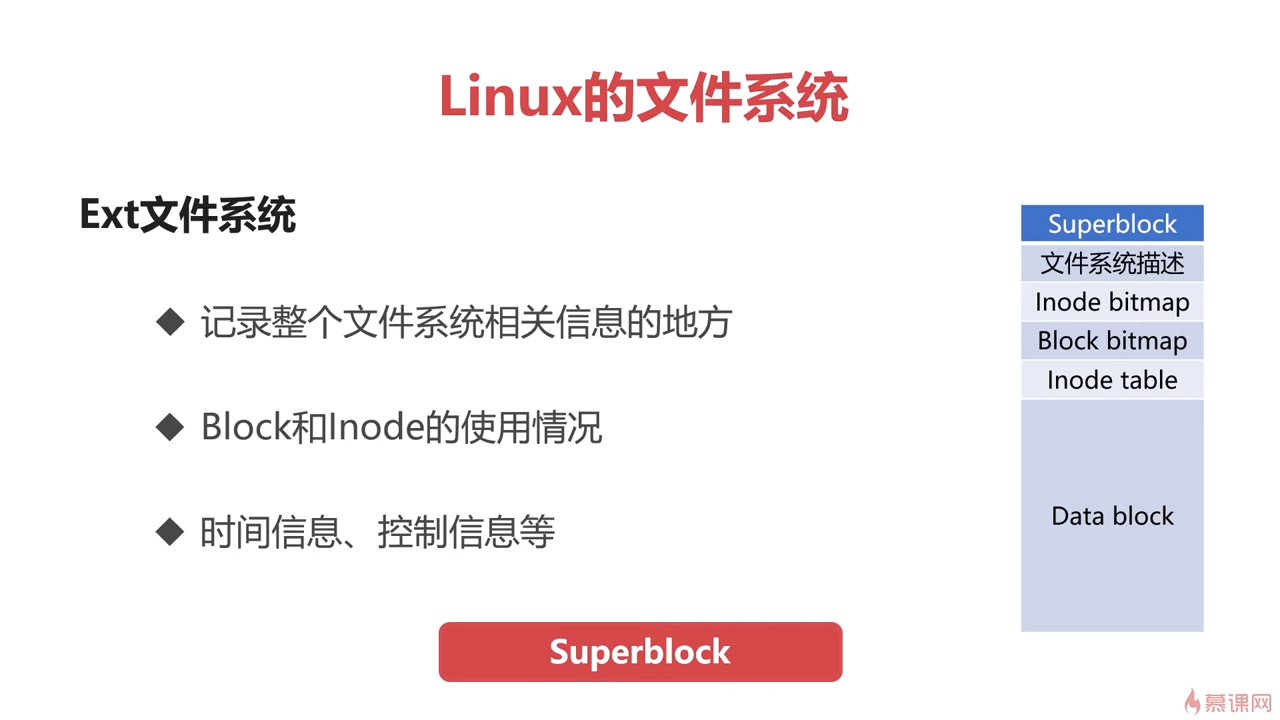 Linux的文件系统
Ext文件系统
◆ 记录整个文件系统相关信息的地方
◆ Block和Inode的使用情况
◆ 时间信息、控制信息等
Superblock
Superblock
文件系统描述
Inode bitmap
Block bitmap
Inode table
Data block
慕课网